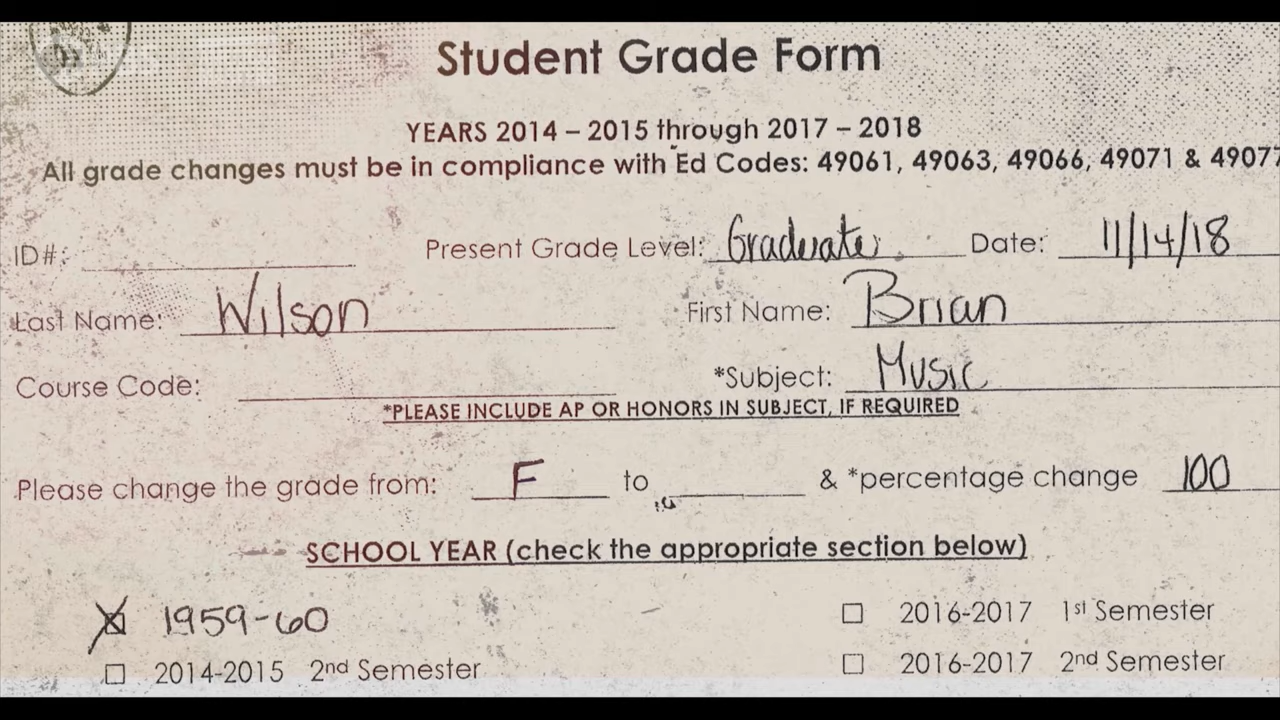 Student Grade Form
YEARS 2014 – 2015 through 2017 – 2018
All grade changes must be in compliance with Ed Codes: 49061, 49063, 49066, 49071 & 49077
ID#: Present Grade Level: Graduate Date: 11/14/18
Last Name: Wilson First Name: Brian
Course Code: *Subject: Music
*PLEASE INCLUDE AP OR HONORS IN SUBJECT, IF REQUIRED
Please change the grade from: F to & *percentage change 100
SCHOOL YEAR (check the appropriate section below)
1959-60 2016-2017 1st Semester
2014-2015 2nd Semester 2016-2017 2nd Semester